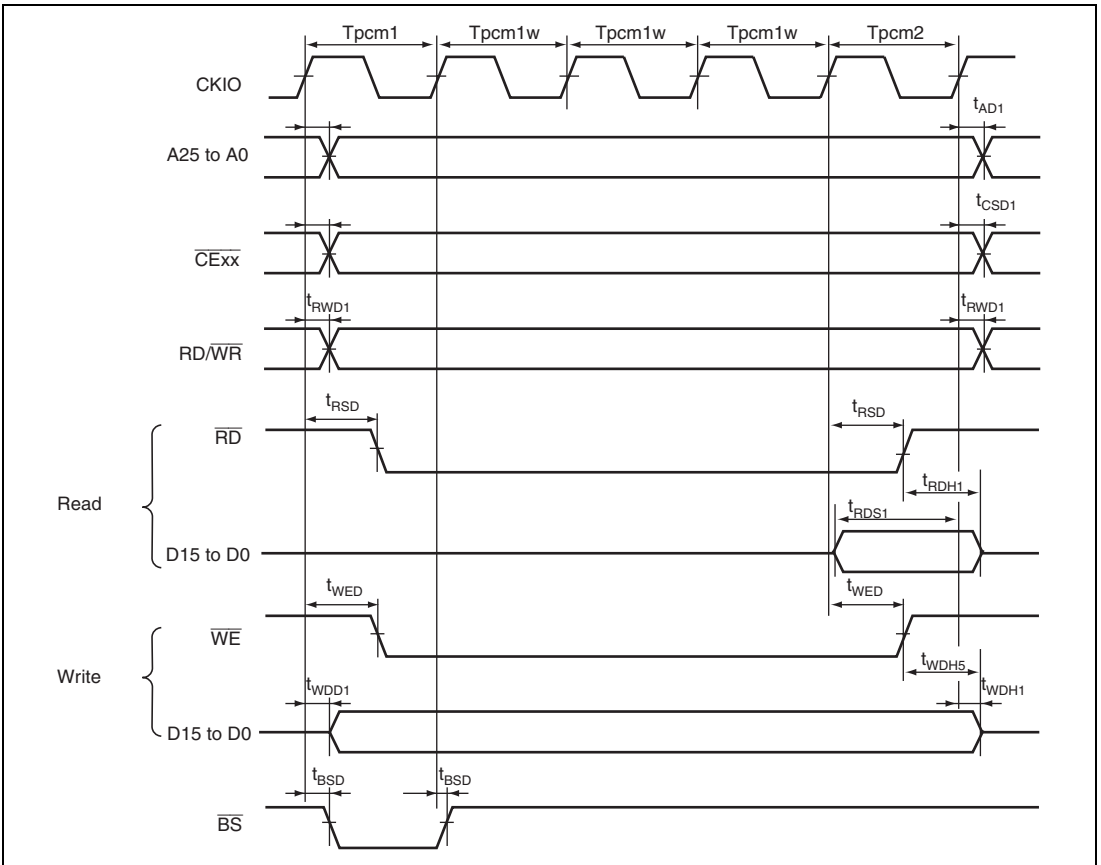 Tpcm1 Tpcm1w Tpcm1w Tpcm1w Tpcm2
CKIO
tAD1
A25 to A0
tCSD1
CExx
tRWD1 tRWD1
RD/WR
tRSD tRSD
RD
tRDH1
Read
tRDS1
D15 to D0
tWED tWED
WE
tWDH5
Write
tWDD1 tWDH1
D15 to D0
tBSD tBSD
BS